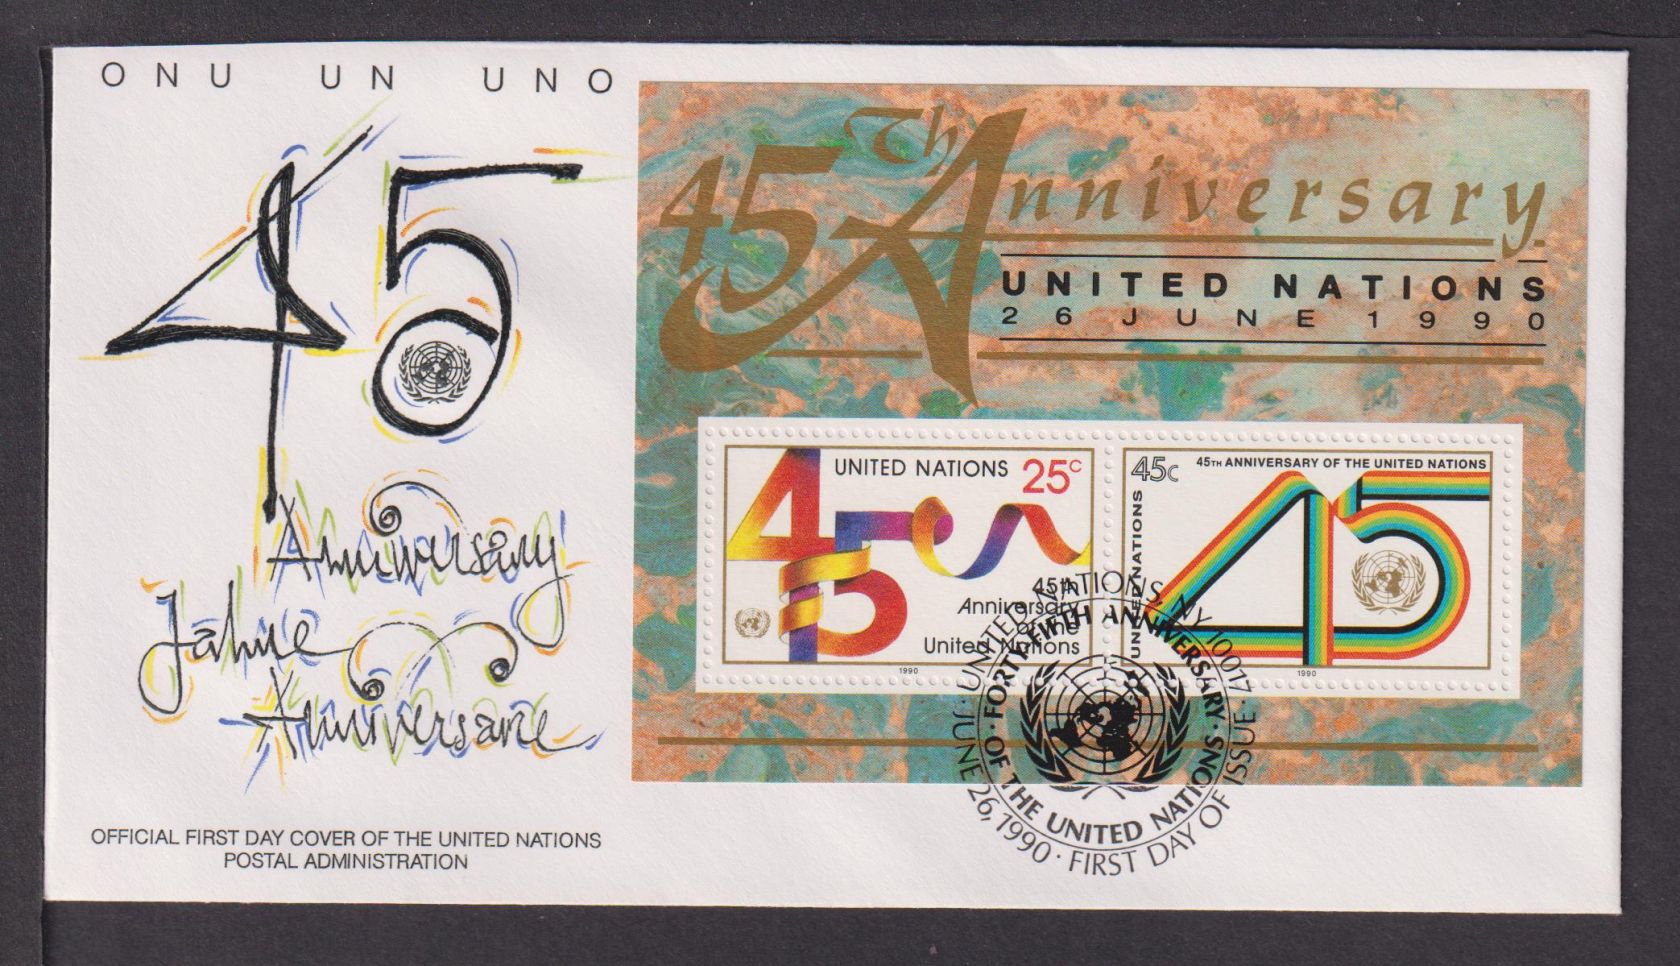 ONU UN UNO
45
Anniversary
Jahre
Anniversaire
OFFICIAL FIRST DAY COVER OF THE UNITED NATIONS
POSTAL ADMINISTRATION
45Th Anniversary
UNITED NATIONS
26 JUNE 1990
UNITED NATIONS 25c
45
45th
Anniversary
of the
United Nations
1990
45c 45TH ANNIVERSARY OF THE UNITED NATIONS
UNITED NATIONS
45
1990
UNITED NATIONS, NY 10017 · JUNE 26, 1990 · FIRST DAY OF ISSUE ·
FORTY-FIFTH ANNIVERSARY · OF THE UNITED NATIONS ·